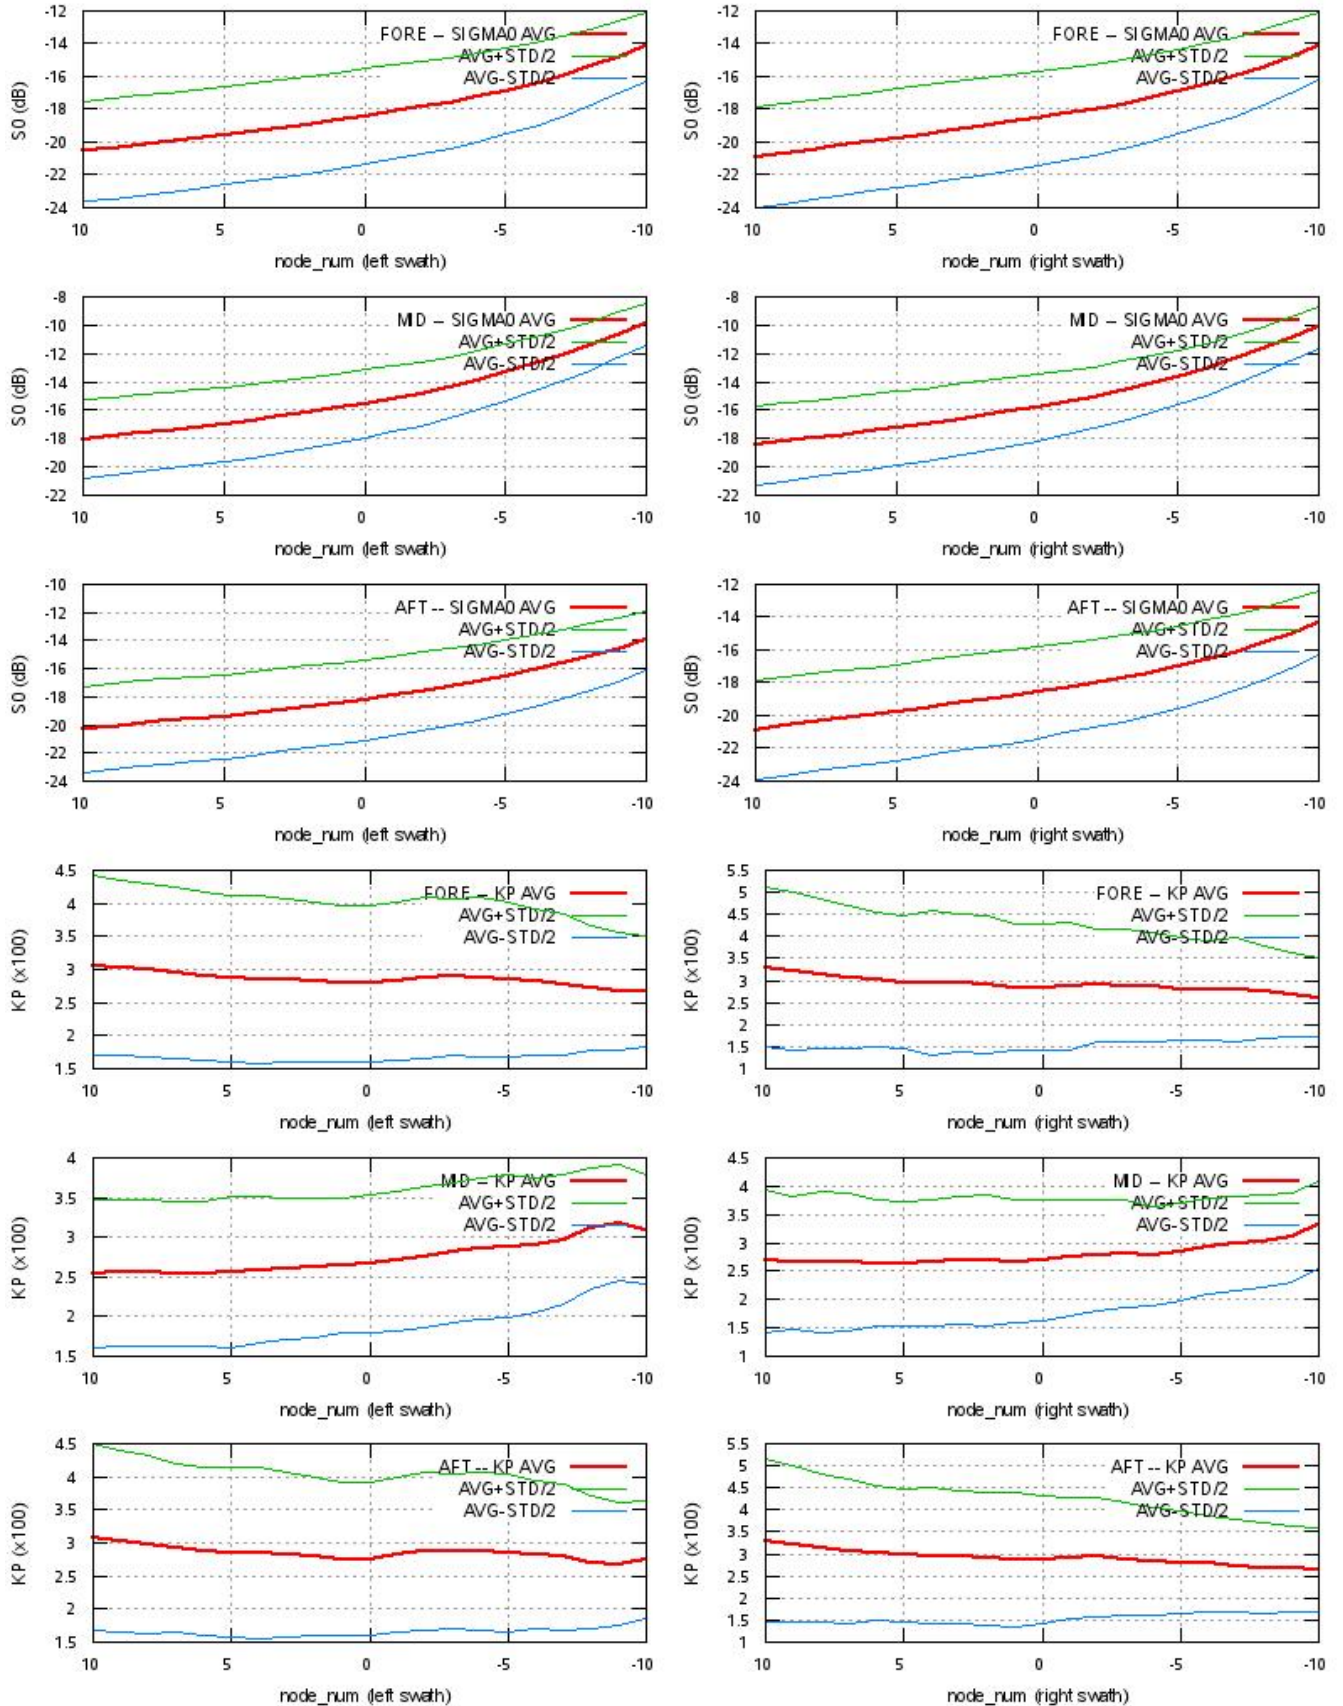 -12
-14
-16
-18
-20
-22
-24
S0 (dB)
FORE -- SIGMA0 AVG
AVG+STD/2
AVG-STD/2
10 5 0 -5 -10
node_num (left swath)
-12
-14
-16
-18
-20
-22
-24
S0 (dB)
FORE -- SIGMA0 AVG
AVG+STD/2
AVG-STD/2
10 5 0 -5 -10
node_num (right swath)
-8
-10
-12
-14
-16
-18
-20
-22
S0 (dB)
MID -- SIGMA0 AVG
AVG+STD/2
AVG-STD/2
10 5 0 -5 -10
node_num (left swath)
-8
-10
-12
-14
-16
-18
-20
-22
S0 (dB)
MID -- SIGMA0 AVG
AVG+STD/2
AVG-STD/2
10 5 0 -5 -10
node_num (right swath)
-10
-12
-14
-16
-18
-20
-22
-24
S0 (dB)
AFT -- SIGMA0 AVG
AVG+STD/2
AVG-STD/2
10 5 0 -5 -10
node_num (left swath)
-12
-14
-16
-18
-20
-22
-24
S0 (dB)
AFT -- SIGMA0 AVG
AVG+STD/2
AVG-STD/2
10 5 0 -5 -10
node_num (right swath)
4.5
4
3.5
3
2.5
2
1.5
KP (x100)
FORE -- KP AVG
AVG+STD/2
AVG-STD/2
10 5 0 -5 -10
node_num (left swath)
5.5
5
4.5
4
3.5
3
2.5
2
1.5
1
KP (x100)
FORE -- KP AVG
AVG+STD/2
AVG-STD/2
10 5 0 -5 -10
node_num (right swath)
4
3.5
3
2.5
2
1.5
KP (x100)
MID -- KP AVG
AVG+STD/2
AVG-STD/2
10 5 0 -5 -10
node_num (left swath)
4.5
4
3.5
3
2.5
2
1.5
1
KP (x100)
MID -- KP AVG
AVG+STD/2
AVG-STD/2
10 5 0 -5 -10
node_num (right swath)
4.5
4
3.5
3
2.5
2
1.5
KP (x100)
AFT -- KP AVG
AVG+STD/2
AVG-STD/2
10 5 0 -5 -10
node_num (left swath)
5.5
5
4.5
4
3.5
3
2.5
2
1.5
1
KP (x100)
AFT -- KP AVG
AVG+STD/2
AVG-STD/2
10 5 0 -5 -10
node_num (right swath)